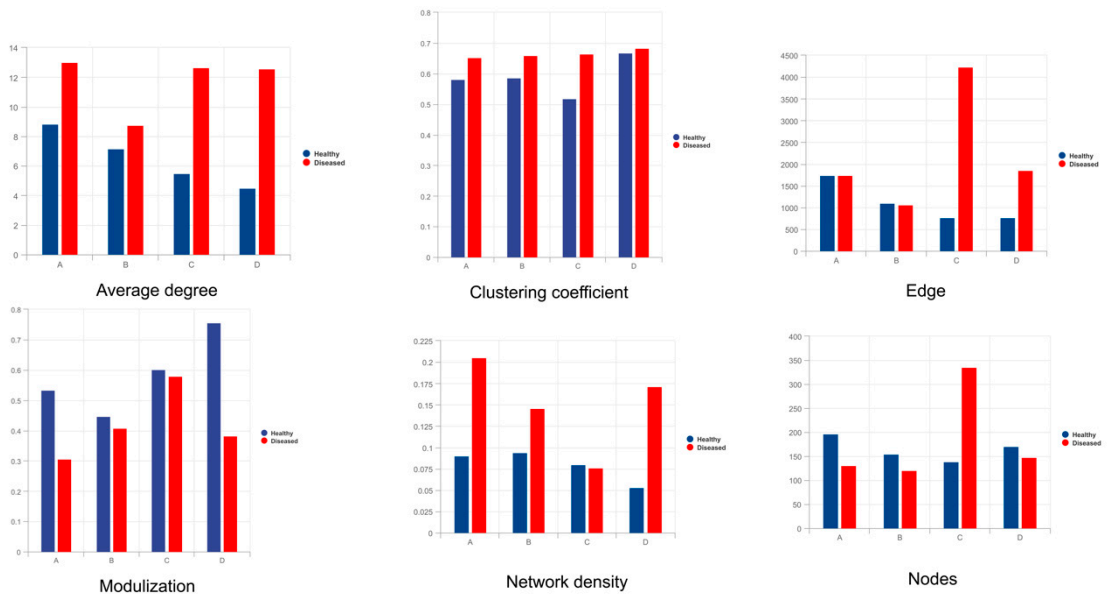 14
12
10
8
6
4
2
0
A B C D
Healthy
Diseased
Average degree
0.8
0.7
0.6
0.5
0.4
0.3
0.2
0.1
0
A B C D
Healthy
Diseased
Clustering coefficient
4500
4000
3500
3000
2500
2000
1500
1000
500
0
A B C D
Healthy
Diseased
Edge
0.8
0.7
0.6
0.5
0.4
0.3
0.2
0.1
0
A B C D
Healthy
Diseased
Modulization
0.225
0.2
0.175
0.15
0.125
0.1
0.075
0.05
0.025
0
A B C D
Healthy
Diseased
Network density
400
350
300
250
200
150
100
50
0
A B C D
Healthy
Diseased
Nodes